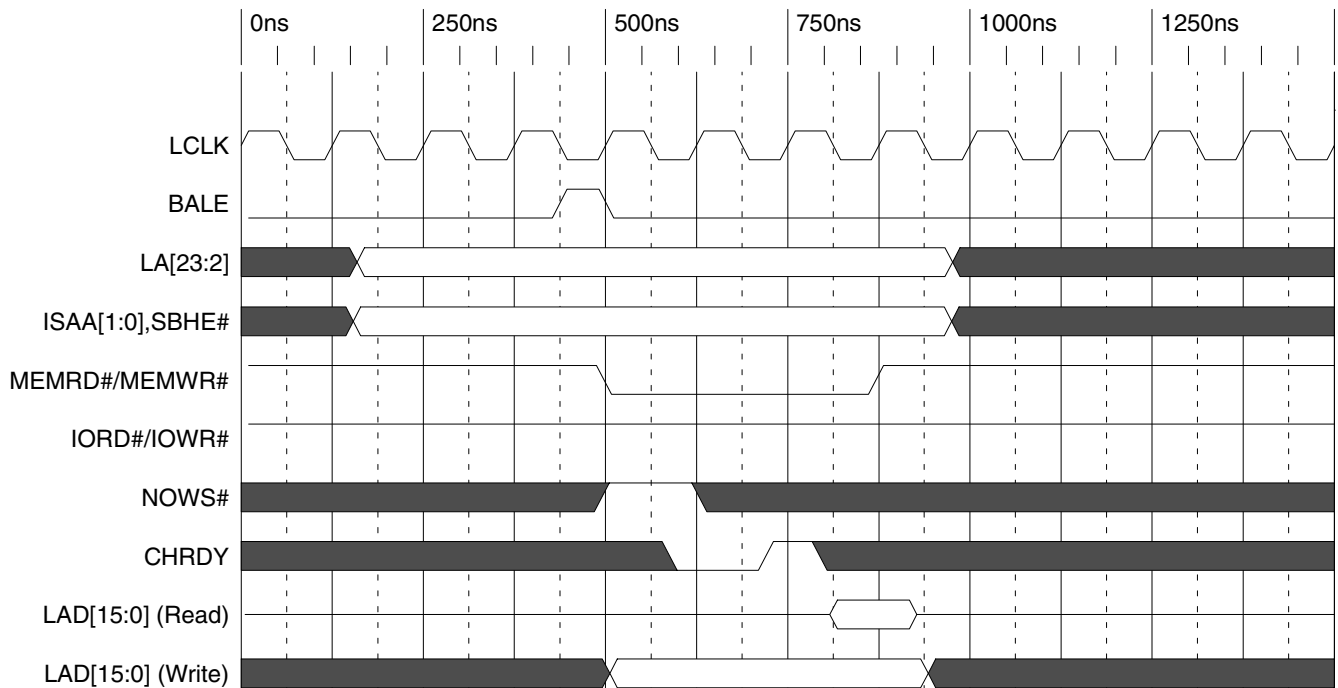 0ns 250ns 500ns 750ns 1000ns 1250ns
LCLK
BALE
LA[23:2]
ISAA[1:0],SBHE#
MEMRD#/MEMWR#
IORD#/IOWR#
NOWS#
CHRDY
LAD[15:0] (Read)
LAD[15:0] (Write)